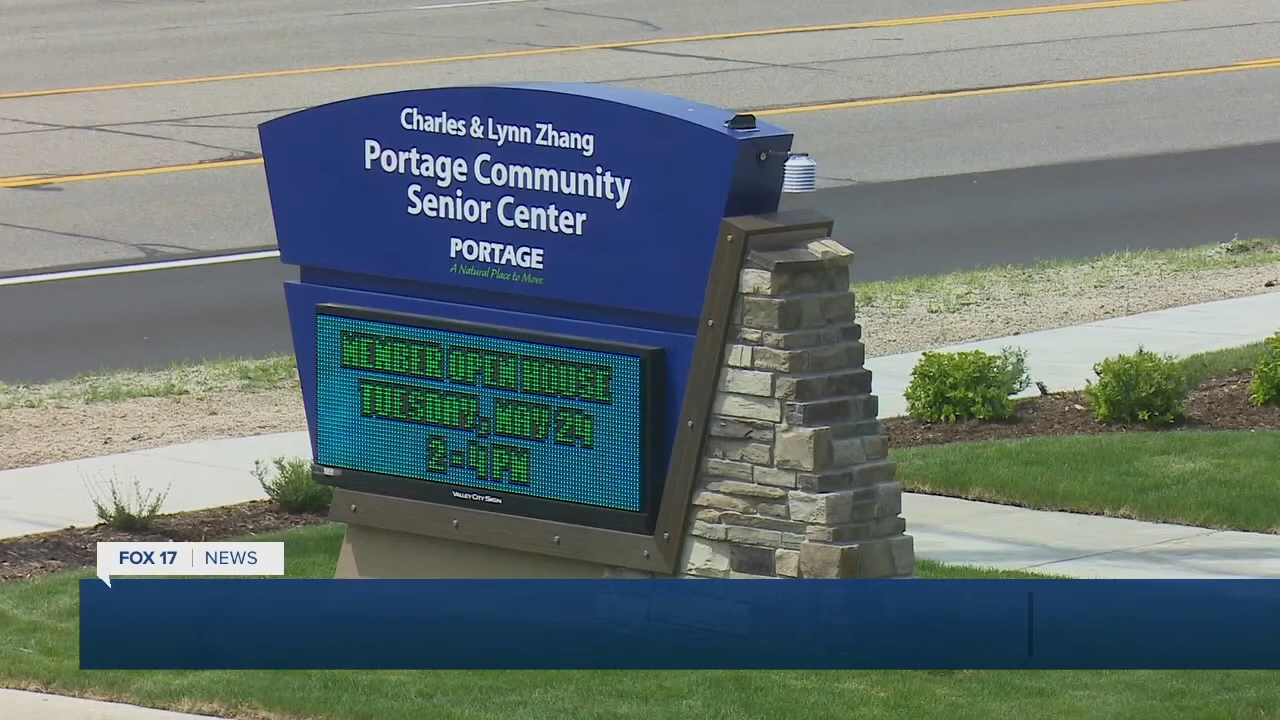 Charles & Lynn Zhang
Portage Community
Senior Center
PORTAGE
A Natural Place to Move
MEMBER OPEN HOUSE
TUESDAY, MAY 24
2-4 PM
VALLEY CITY SIGN
FOX 17 | NEWS